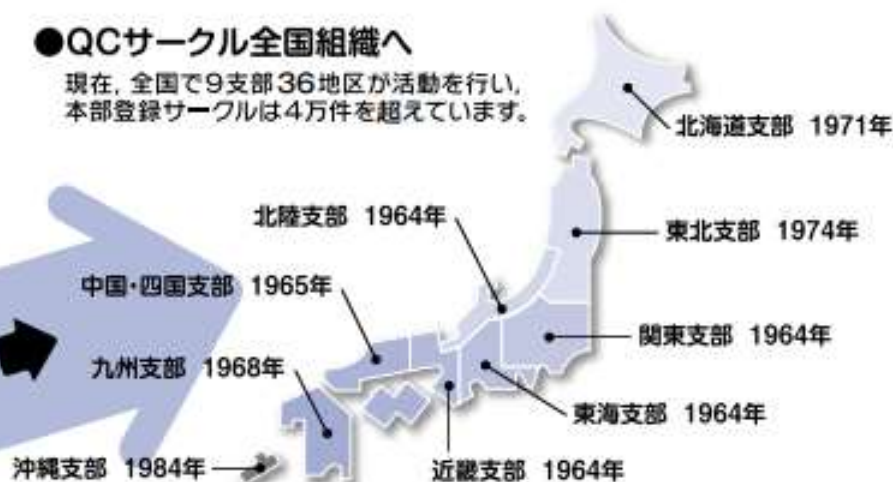 ●QCサークル全国組織へ
現在，全国で9支部36地区が活動を行い，
本部登録サークルは4万件を超えています。
北海道支部 1971年
北陸支部 1964年
東北支部 1974年
中国・四国支部 1965年
関東支部 1964年
九州支部 1968年
東海支部 1964年
沖縄支部 1984年
近畿支部 1964年